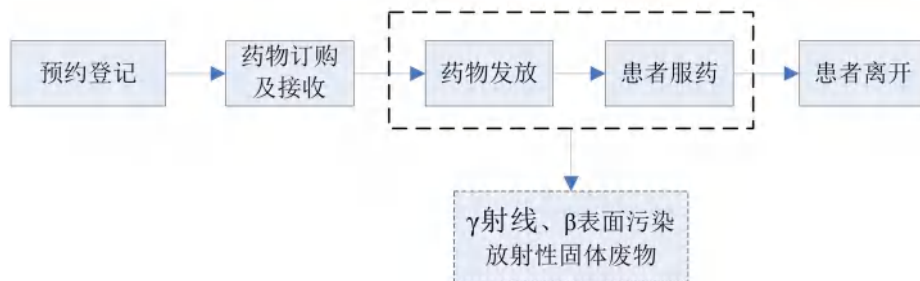 预约登记
药物订购
及接收
药物发放
患者服药
患者离开
γ射线、β表面污染
放射性固体废物